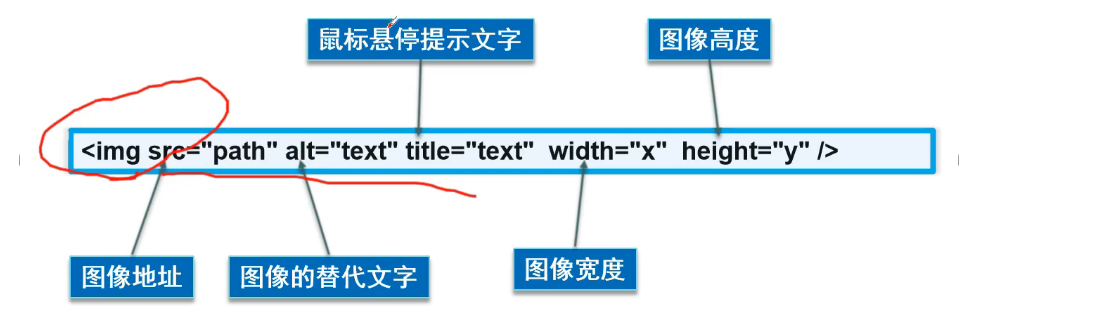 鼠标悬停提示文字 图像高度
<img src="path" alt="text" title="text"  width="x"  height="y" />
图像地址 图像的替代文字 图像宽度